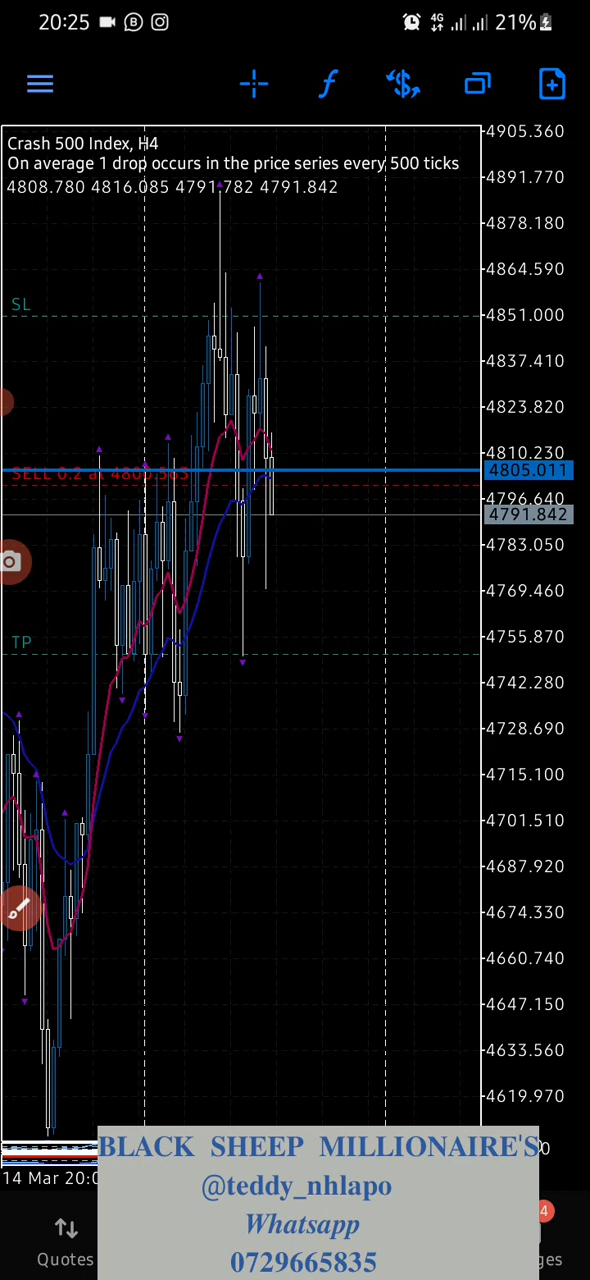 20:25 4G 21%
Crash 500 Index, H4
On average 1 drop occurs in the price series every 500 ticks
4808.780 4816.085 4791.782 4791.842
4905.360
4891.770
4878.180
4864.590
SL
4851.000
4837.410
4823.820
4810.230
4805.011
SELL 0.2 at 4800.563
4796.640
4791.842
4783.050
4769.460
4755.870
TP
4742.280
4728.690
4715.100
4701.510
4687.920
4674.330
4660.740
4647.150
4633.560
4619.970
BLACK SHEEP MILLIONAIRE'S
14 Mar 20:0
@teddy_nhlapo
Whatsapp
4
Quotes
0729665835